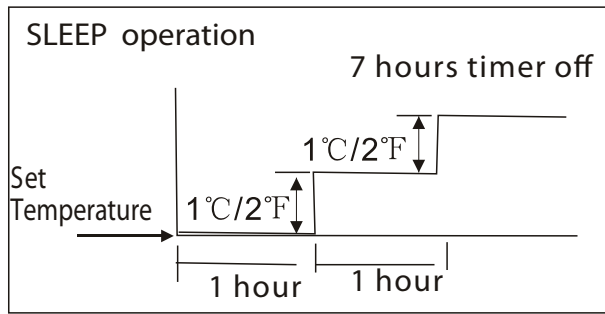 SLEEP operation
7 hours timer off
1℃/2℉
Set
Temperature
1℃/2℉
1 hour
1 hour